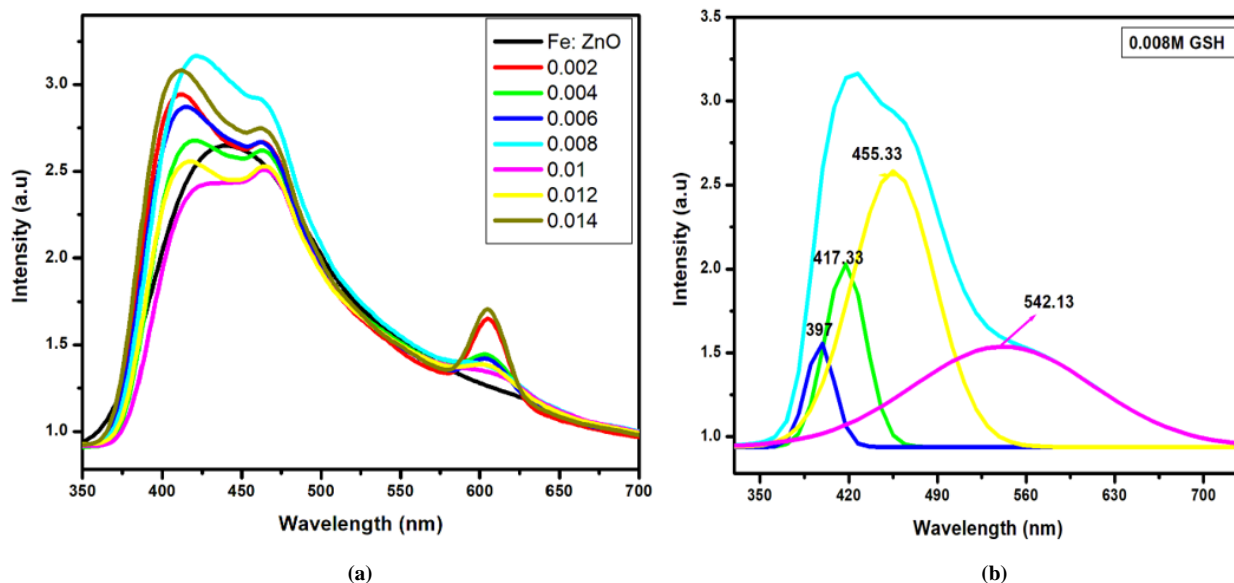 Fe: ZnO
0.002
0.004
0.006
0.008
0.01
0.012
0.014
3.0
2.5
2.0
1.5
1.0
Intensity (a.u)
350 400 450 500 550 600 650 700
Wavelength (nm)
(a)
0.008M GSH
3.5
3.0
2.5
2.0
1.5
1.0
Intensity (a.u)
455.33
417.33
397
542.13
350 420 490 560 630 700
Wavelength (nm)
(b)